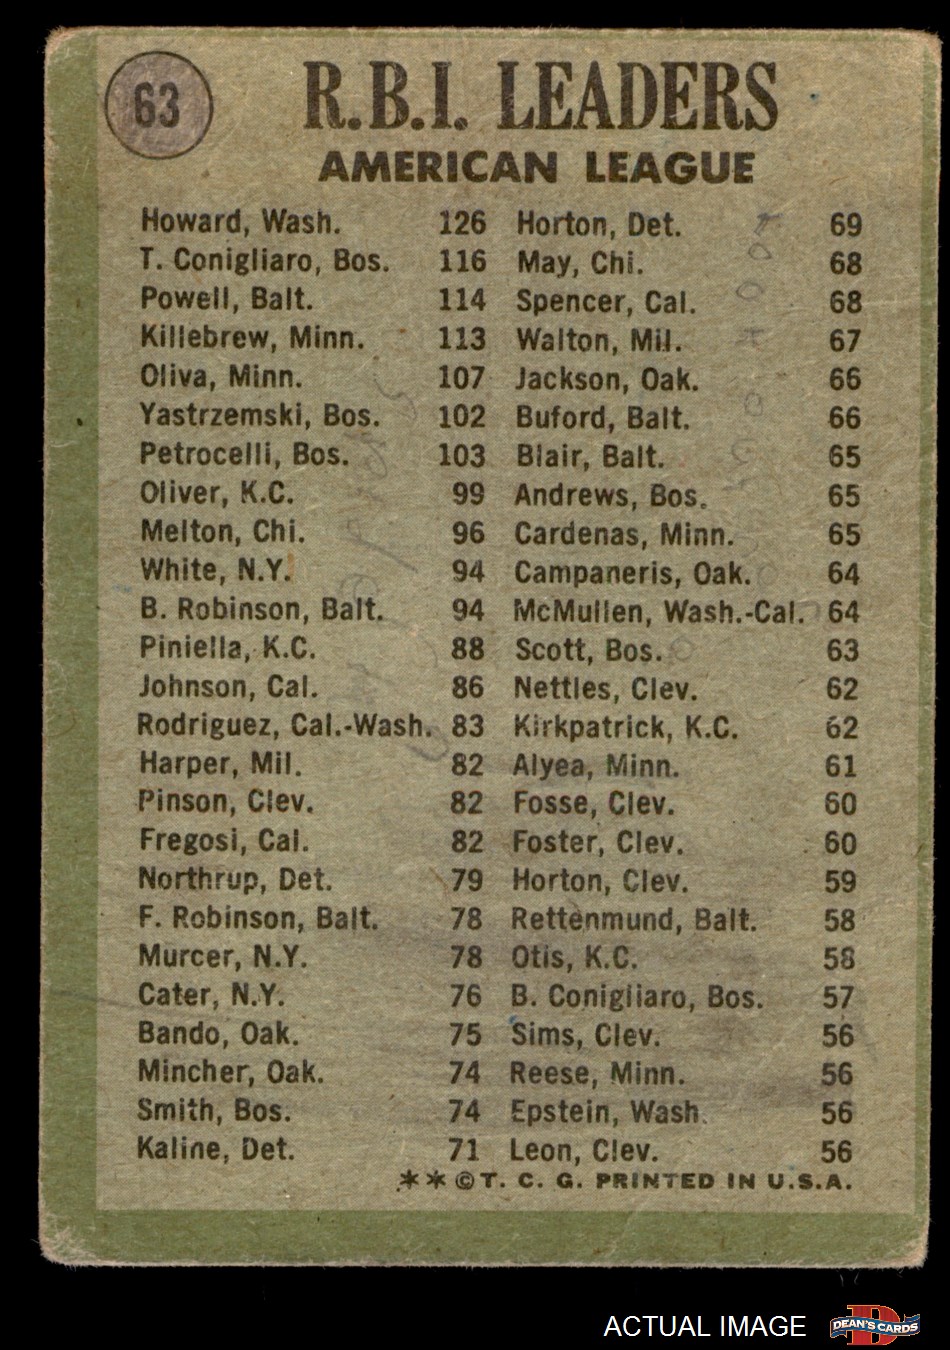 63
R.B.I. LEADERS
AMERICAN LEAGUE
Howard, Wash. 126
T. Conigliaro, Bos. 116
Powell, Balt. 114
Killebrew, Minn. 113
Oliva, Minn. 107
Yastrzemski, Bos. 102
Petrocelli, Bos. 103
Oliver, K.C. 99
Melton, Chi. 96
White, N.Y. 94
B. Robinson, Balt. 94
Piniella, K.C. 88
Johnson, Cal. 86
Rodriguez, Cal.-Wash. 83
Harper, Mil. 82
Pinson, Clev. 82
Fregosi, Cal. 82
Northrup, Det. 79
F. Robinson, Balt. 78
Murcer, N.Y. 78
Cater, N.Y. 76
Bando, Oak. 75
Mincher, Oak. 74
Smith, Bos. 74
Kaline, Det. 71
Horton, Det. 69
May, Chi. 68
Spencer, Cal. 68
Walton, Mil. 67
Jackson, Oak. 66
Buford, Balt. 66
Blair, Balt. 65
Andrews, Bos. 65
Cardenas, Minn. 65
Campaneris, Oak. 64
McMullen, Wash.-Cal. 64
Scott, Bos. 63
Nettles, Clev. 62
Kirkpatrick, K.C. 62
Alyea, Minn. 61
Fosse, Clev. 60
Foster, Clev. 60
Horton, Clev. 59
Rettenmund, Balt. 58
Otis, K.C. 58
B. Conigliaro, Bos. 57
Sims, Clev. 56
Reese, Minn. 56
Epstein, Wash. 56
Leon, Clev. 56
**©T. C. G. PRINTED IN U.S.A.
ACTUAL IMAGE
DEAN'S CARDS